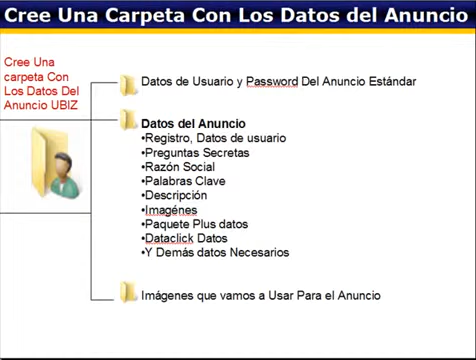 Cree Una Carpeta Con Los Datos del Anuncio
Cree Una
carpeta Con
Los Datos Del
Anuncio UBIZ
Datos de Usuario y Password Del Anuncio Estándar
Datos del Anuncio
•Registro, Datos de usuario
•Preguntas Secretas
•Razón Social
•Palabras Clave
•Descripción
•Imagénes
•Paquete Plus datos
•Dataclick Datos
•Y Demás datos Necesarios
Imágenes que vamos a Usar Para el Anuncio